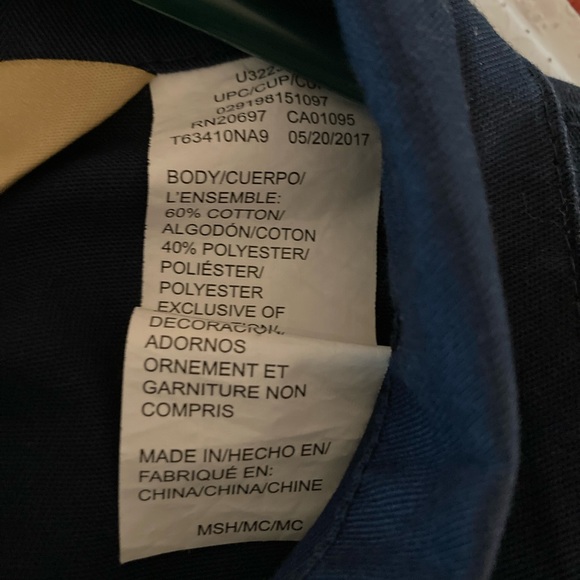 U322
UPC/CUP/
029198151097
RN20697 CA01095
T63410NA9 05/20/2017
BODY/CUERPO/
L'ENSEMBLE:
60% COTTON/
ALGODÓN/COTON
40% POLYESTER/
POLIÉSTER/
POLYESTER
EXCLUSIVE OF
ADORNOS
ORNEMENT ET
GARNITURE NON
COMPRIS
MADE IN/HECHO EN/
FABRIQUÉ EN:
CHINA/CHINA/CHINE
MSH/MC/MC